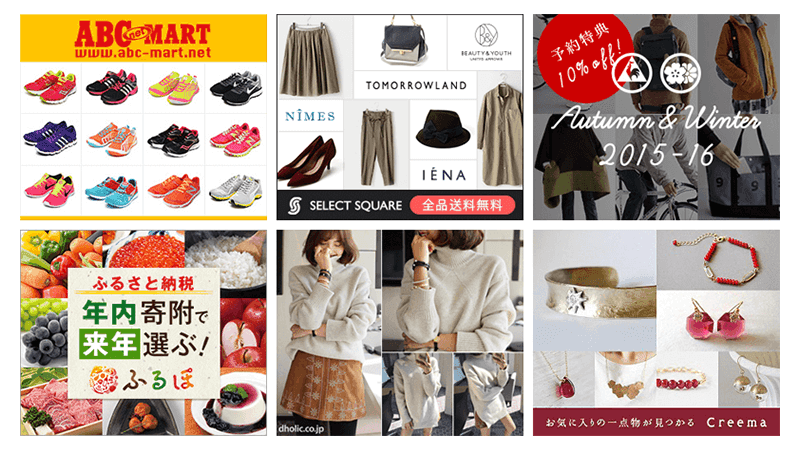 ABC-MART
.net
www.abc-mart.net
BEAUTY&YOUTH
UNITED ARROWS
TOMORROWLAND
NÎMES
IÉNA
SELECT SQUARE
全品送料無料
予約特典
10%off!
Autumn & Winter
2015-16
9
9
ふるさと納税
年内寄附で
来年選ぶ!
ふるぽ
dholic.co.jp
お気に入りの一点物が見つかる Creema